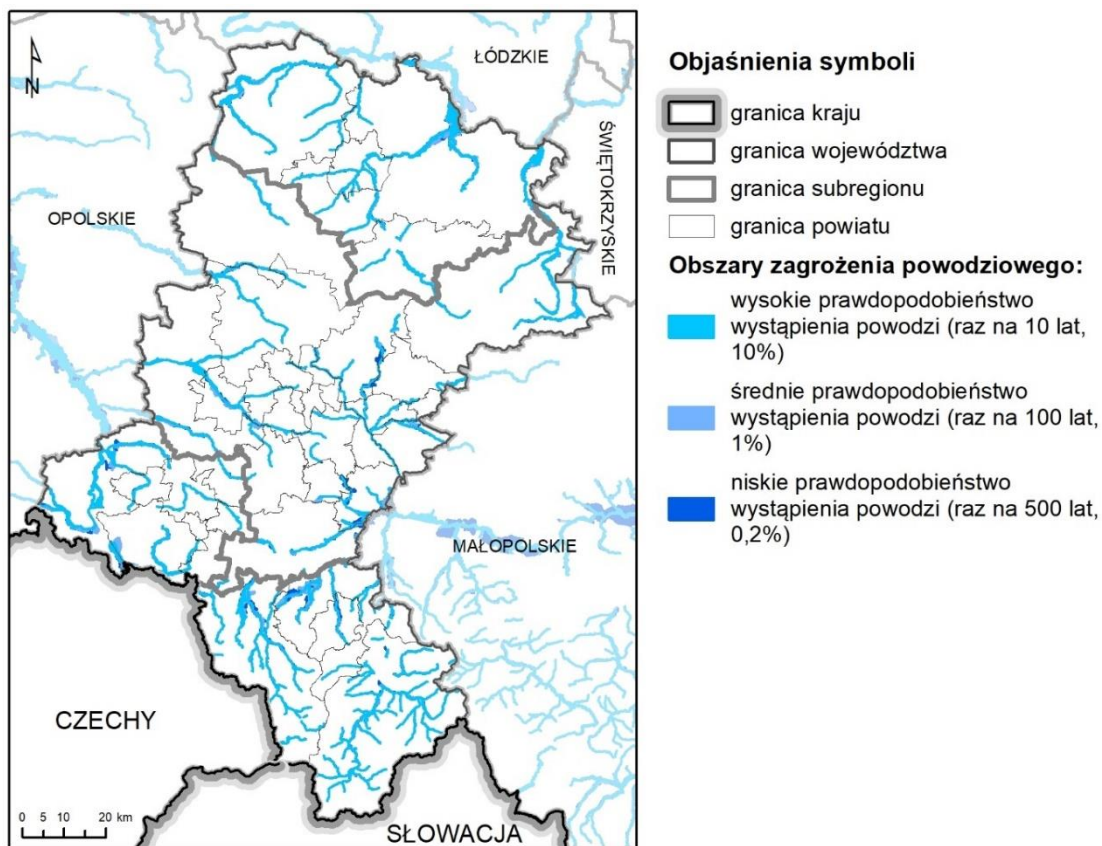 N
ŁÓDZKIE
ŚWIĘTOKRZYSKIE
OPOLSKIE
MAŁOPOLSKIE
CZECHY
SŁOWACJA
0 5 10 20 km
Objaśnienia symboli
granica kraju
granica województwa
granica subregionu
granica powiatu
Obszary zagrożenia powodziowego:
wysokie prawdopodobieństwo
wystąpienia powodzi (raz na 10 lat,
10%)
średnie prawdopodobieństwo
wystąpienia powodzi (raz na 100 lat,
1%)
niskie prawdopodobieństwo
wystąpienia powodzi (raz na 500 lat,
0,2%)